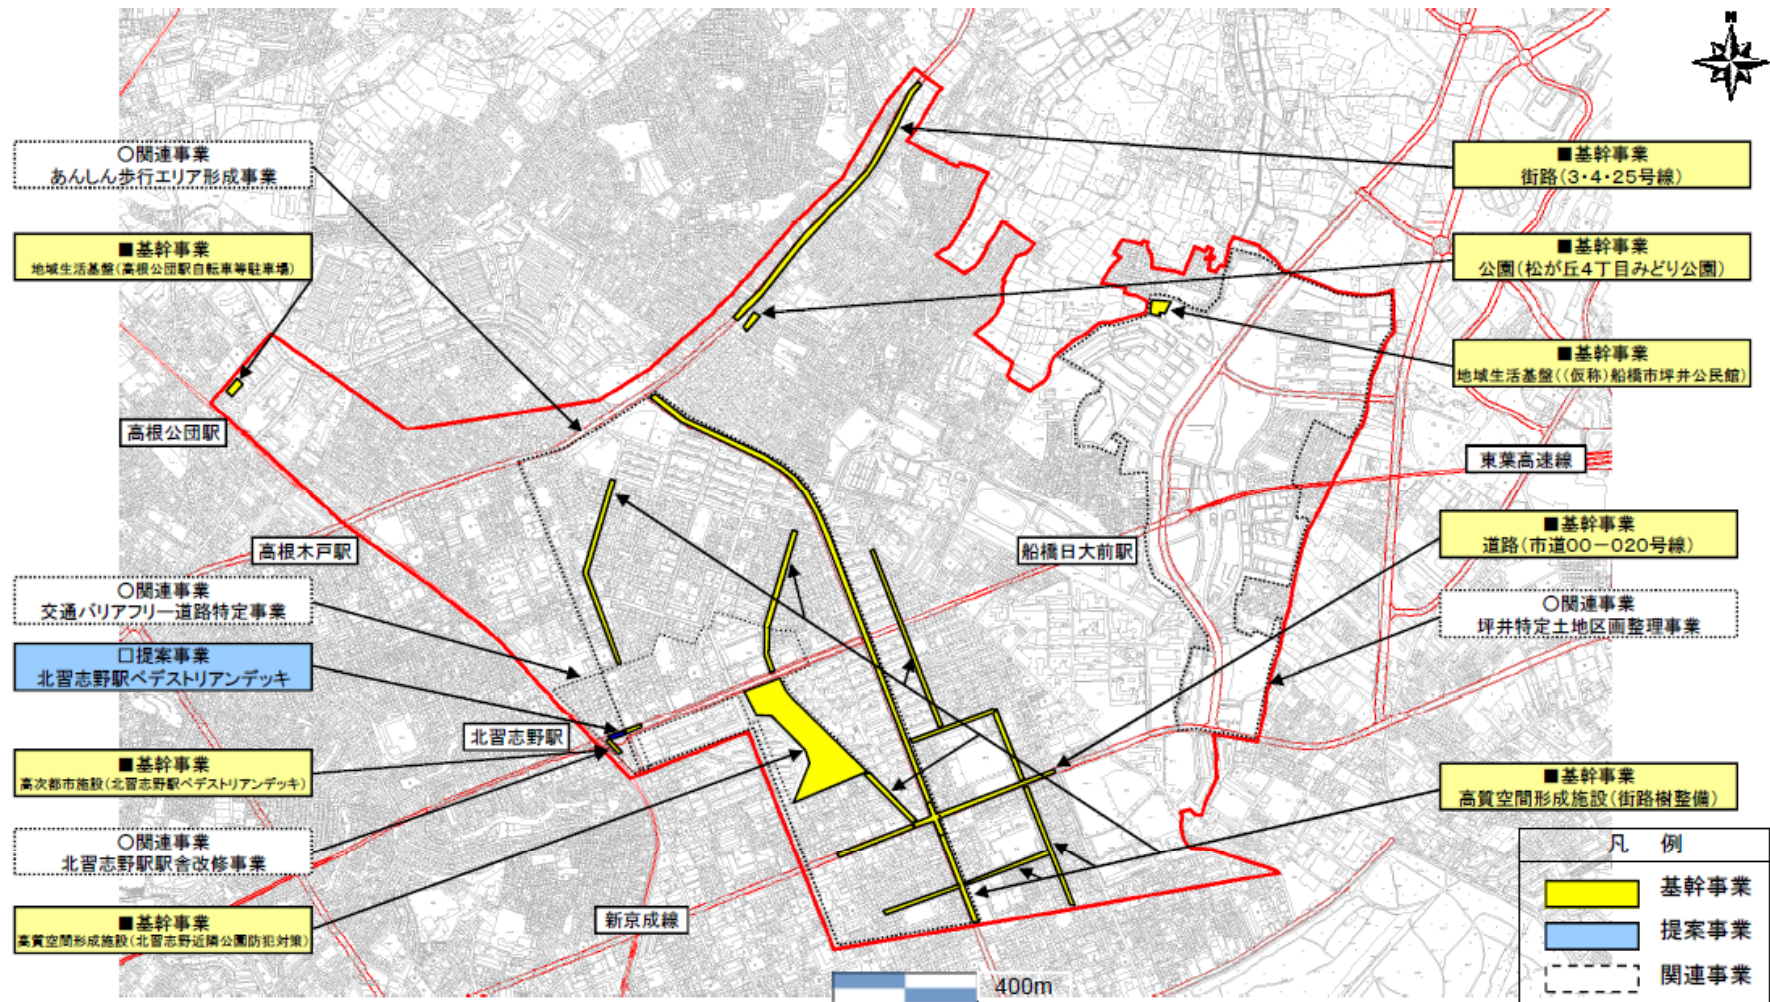 N
○関連事業
あんしん歩行エリア形成事業
■基幹事業
地域生活基盤(高根公団駅自転車等駐車場)
高根公団駅
高根木戸駅
○関連事業
交通バリアフリー道路特定事業
□提案事業
北習志野駅ペデストリアンデッキ
北習志野駅
■基幹事業
高次都市施設(北習志野駅ペデストリアンデッキ)
○関連事業
北習志野駅駅舎改修事業
■基幹事業
高質空間形成施設(北習志野近隣公園防犯対策)
新京成線
船橋日大前駅
■基幹事業
街路(3・4・25号線)
■基幹事業
公園(松が丘4丁目みどり公園)
■基幹事業
地域生活基盤((仮称)船橋市坪井公民館)
東葉高速線
■基幹事業
道路(市道00－020号線)
○関連事業
坪井特定土地区画整理事業
■基幹事業
高質空間形成施設(街路樹整備)
凡 例
基幹事業
提案事業
関連事業
400m